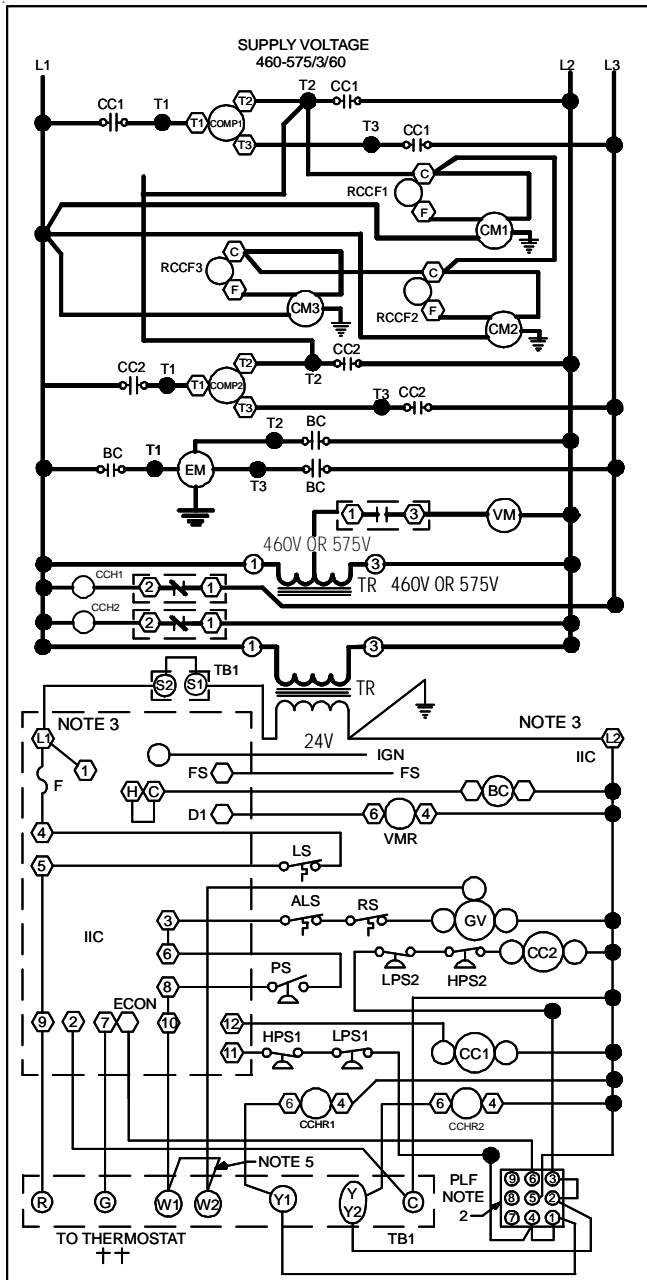 SUPPLY VOLTAGE
460-575/3/60
L1 L2 L3
T2 CC1
CC1 T1 T1 COMP1 T2
T3 T3 CC1
C
RCCF1
F
CM1
C C
RCCF3
F F
CM3 RCCF2 CM2
CC2
CC2 T1 T1 COMP2 T2 T2
T3 T3 CC2
T2 BC
BC T1 EM T3 BC
1 3 VM
460V OR 575V
1 3
TR 460V OR 575V
CCH1 2 1
CCH2 2 1
1 3
S2 S1 TB1
TR
NOTE 3 24V NOTE 3
L1 L2
IGN IIC
1 FS FS
F H C BC
D1 6 4
VMR
4
LS
5
ALS RS
IIC 3 GV
6 CC2
PS LPS2 HPS2
8
ECON
9 2 7 10 12
HPS1 LPS1 CC1
11
6 4 6 4
CCHR1 CCHR2
NOTE 5
9 6 3
R G W1 W2 Y1 Y Y2 C 8 5 2 PLF NOTE 2
7 4 1
TO THERMOSTAT TB1
††